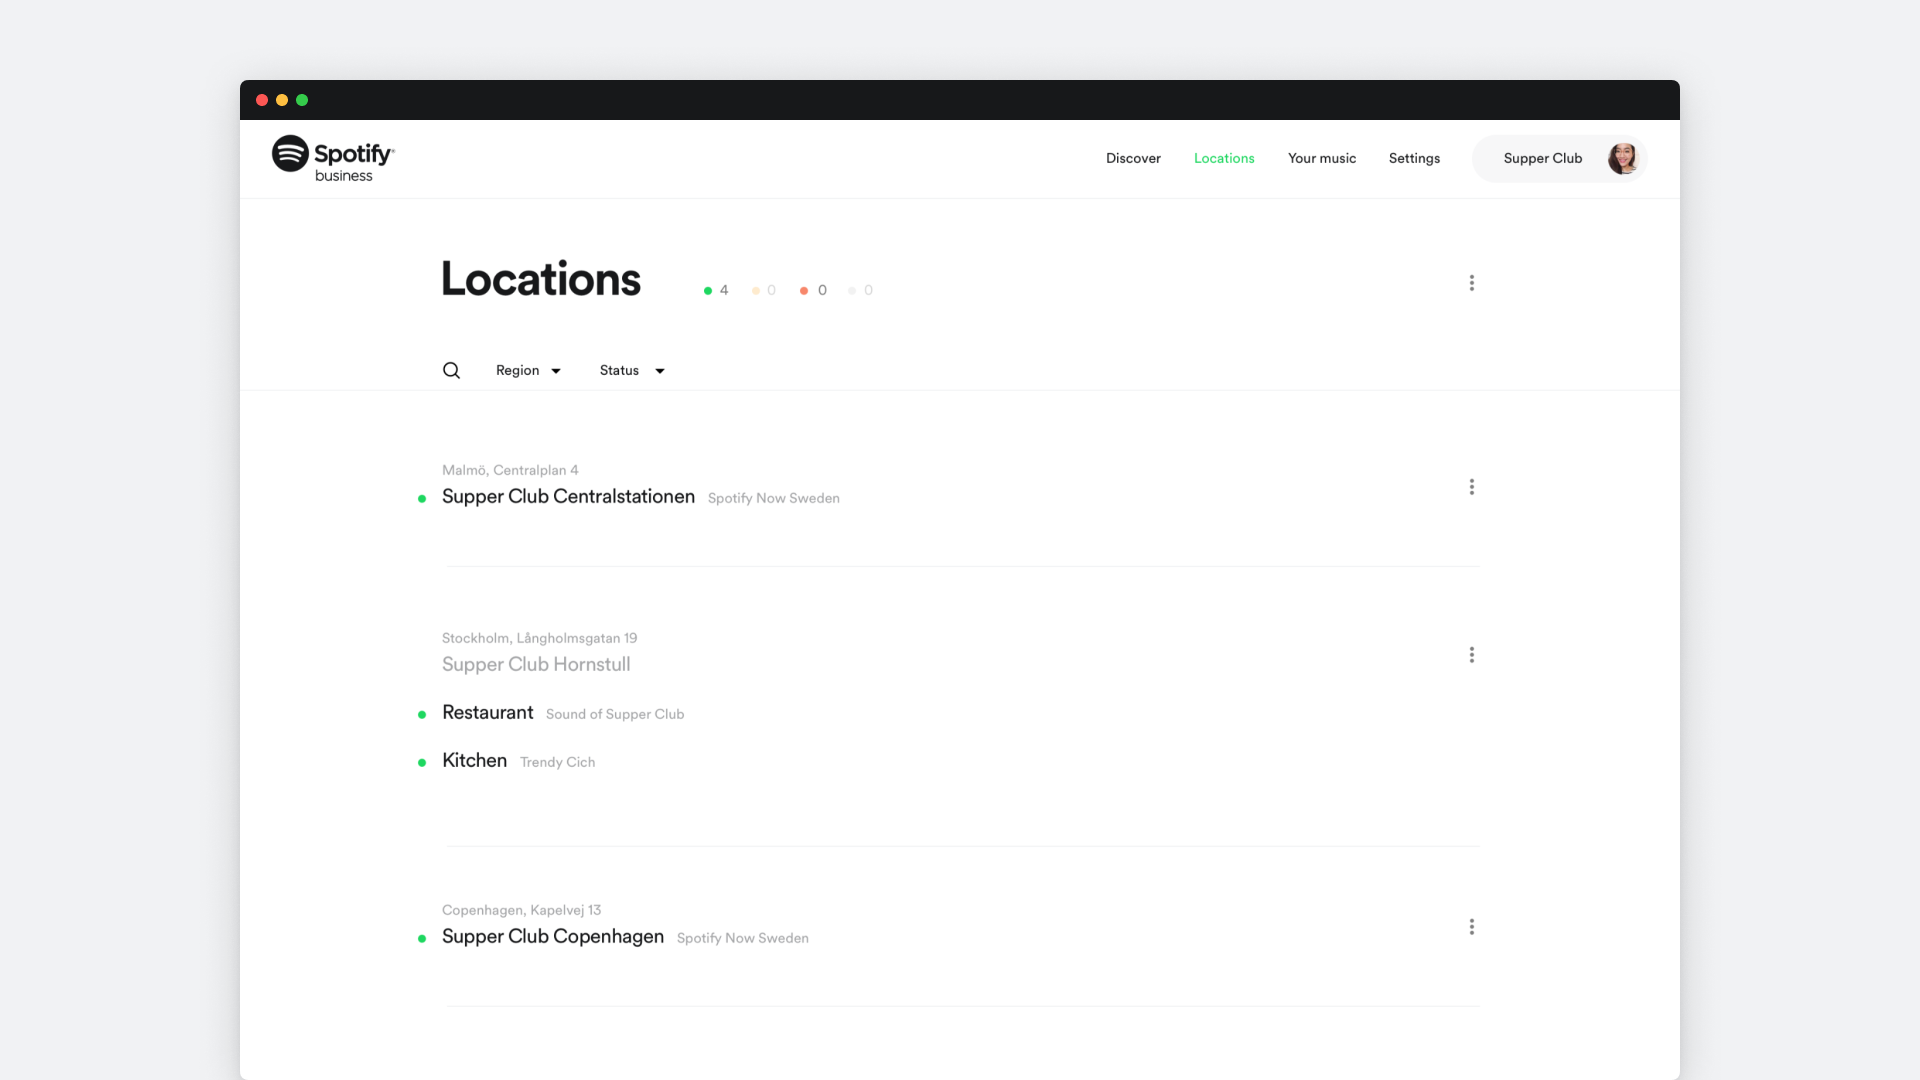 Spotify®
business
Discover Locations Your music Settings Supper Club
Locations 4 0 0 0
Region Status
Malmö, Centralplan 4
Supper Club Centralstationen Spotify Now Sweden
Stockholm, Långholmsgatan 19
Supper Club Hornstull
Restaurant Sound of Supper Club
Kitchen Trendy Cich
Copenhagen, Kapelvej 13
Supper Club Copenhagen Spotify Now Sweden